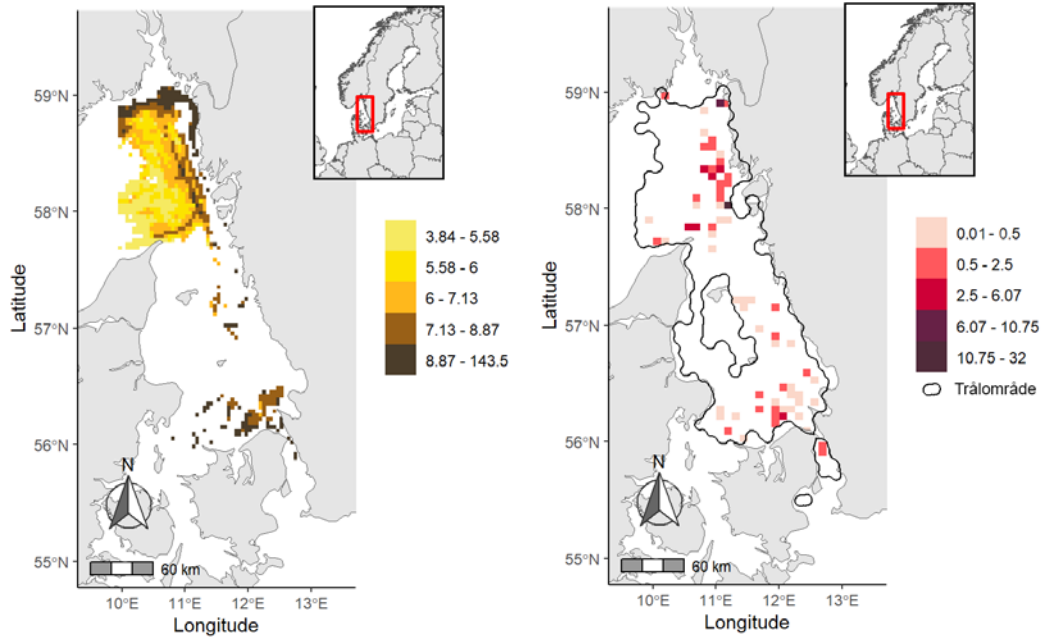 59°N
58°N
57°N
56°N
55°N
Latitude
10°E 11°E 12°E 13°E
Longitude
N
60 km
3.84 - 5.58
5.58 - 6
6 - 7.13
7.13 - 8.87
8.87 - 143.5
59°N
58°N
57°N
56°N
55°N
Latitude
10°E 11°E 12°E 13°E
Longitude
N
60 km
0.01 - 0.5
0.5 - 2.5
2.5 - 6.07
6.07 - 10.75
10.75 - 32
Trålområde